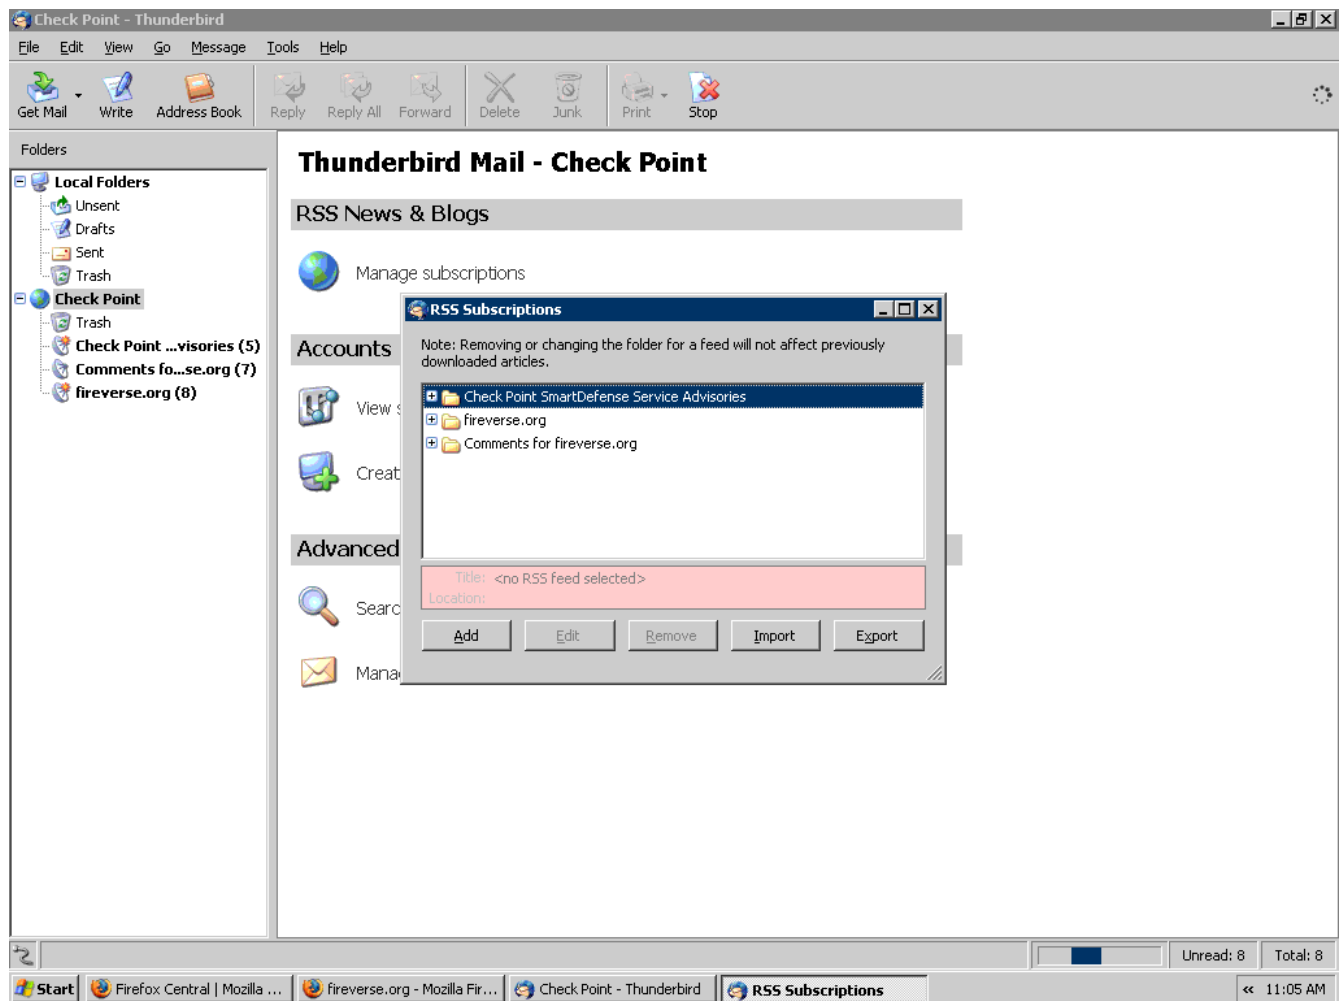 Check Point - Thunderbird
File Edit View Go Message Tools Help
Get Mail Write Address Book Reply Reply All Forward Delete Junk Print Stop
Folders
Local Folders
Unsent
Drafts
Sent
Trash
Check Point
Trash
Check Point ...visories (5)
Comments fo...se.org (7)
fireverse.org (8)
Thunderbird Mail - Check Point
RSS News & Blogs
Manage subscriptions
Accounts
View s
Creat
Advanced
Searc
Mana
RSS Subscriptions
Note: Removing or changing the folder for a feed will not affect previously
downloaded articles.
Check Point SmartDefense Service Advisories
fireverse.org
Comments for fireverse.org
Title: <no RSS feed selected>
Location:
Add Edit Remove Import Export
Unread: 8 Total: 8
Start Firefox Central | Mozilla ... fireverse.org - Mozilla Fir... Check Point - Thunderbird RSS Subscriptions « 11:05 AM